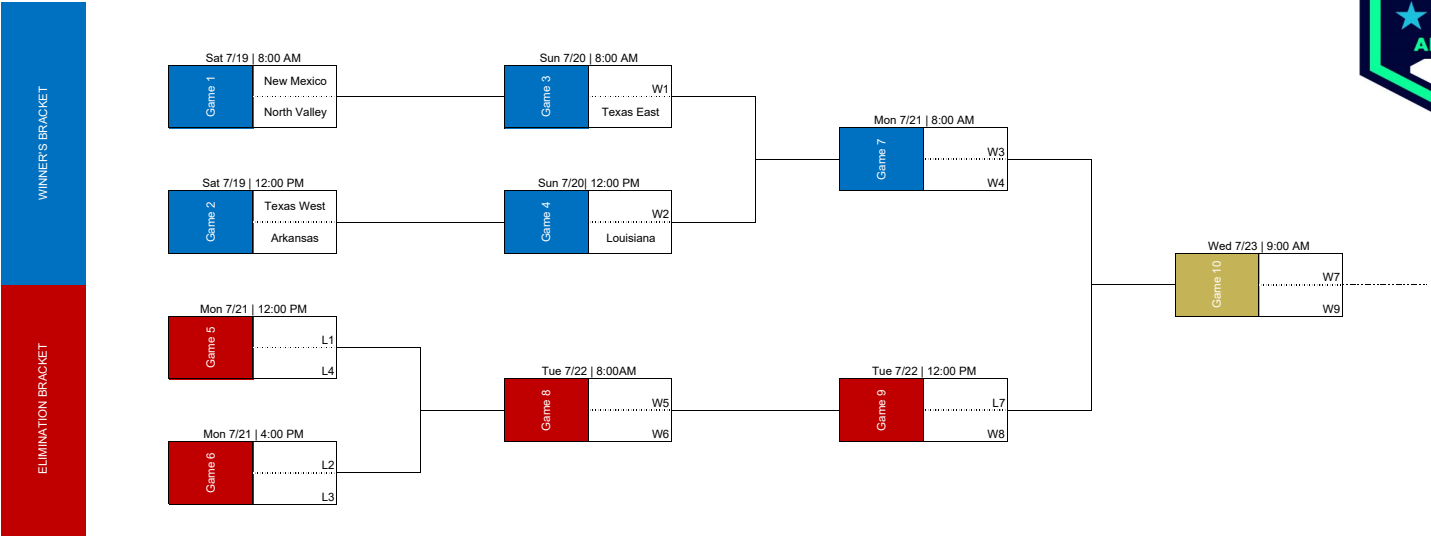 WINNER'S BRACKET
Sat 7/19 | 8:00 AM
Game 1
New Mexico
North Valley
Sun 7/20 | 8:00 AM
Game 3
W1
Texas East
Mon 7/21 | 8:00 AM
Game 7
W3
W4
Sat 7/19 | 12:00 PM
Game 2
Texas West
Arkansas
Sun 7/20| 12:00 PM
Game 4
W2
Louisiana
Wed 7/23 | 9:00 AM
Game 10
W7
W9
ELIMINATION BRACKET
Mon 7/21 | 12:00 PM
Game 5
L1
L4
Tue 7/22 | 8:00AM
Game 8
W5
W6
Tue 7/22 | 12:00 PM
Game 9
L7
W8
Mon 7/21 | 4:00 PM
Game 6
L2
L3